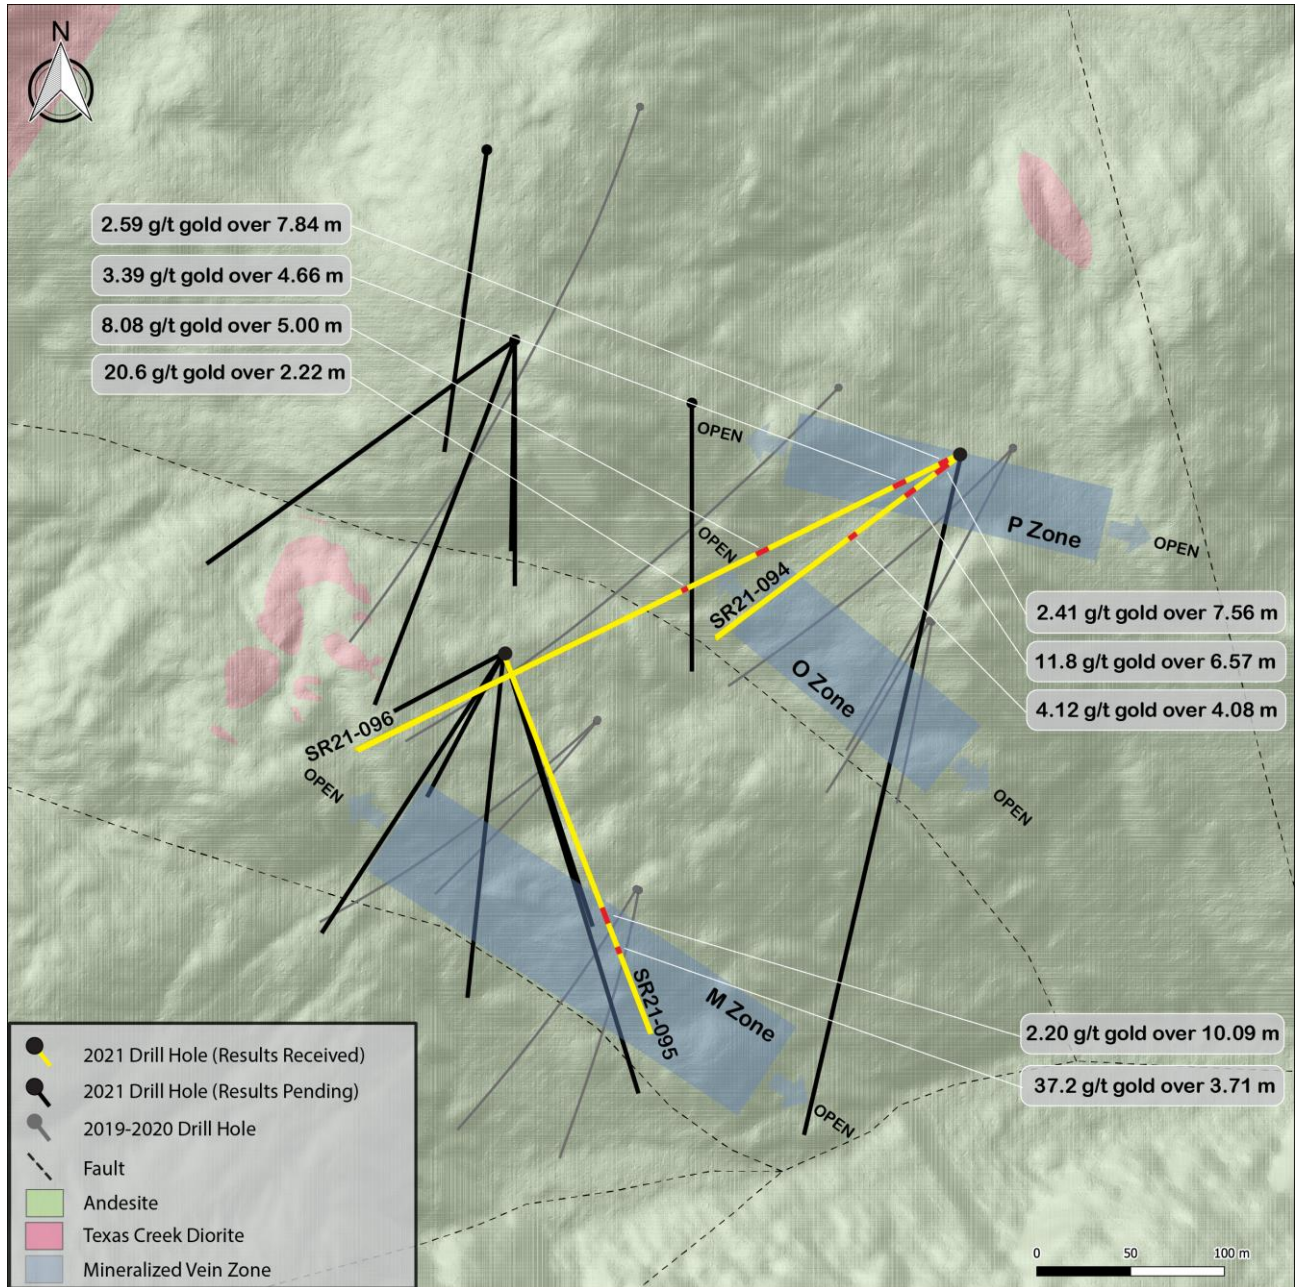 N
2.59 g/t gold over 7.84 m
3.39 g/t gold over 4.66 m
8.08 g/t gold over 5.00 m
20.6 g/t gold over 2.22 m
OPEN
P Zone
OPEN
OPEN
SR21-094
O Zone
2.41 g/t gold over 7.56 m
11.8 g/t gold over 6.57 m
4.12 g/t gold over 4.08 m
SR21-096
OPEN
OPEN
M Zone
SR21-095
OPEN
2.20 g/t gold over 10.09 m
37.2 g/t gold over 3.71 m
2021 Drill Hole (Results Received)
2021 Drill Hole (Results Pending)
2019-2020 Drill Hole
Fault
Andesite
Texas Creek Diorite
Mineralized Vein Zone
0 50 100 m